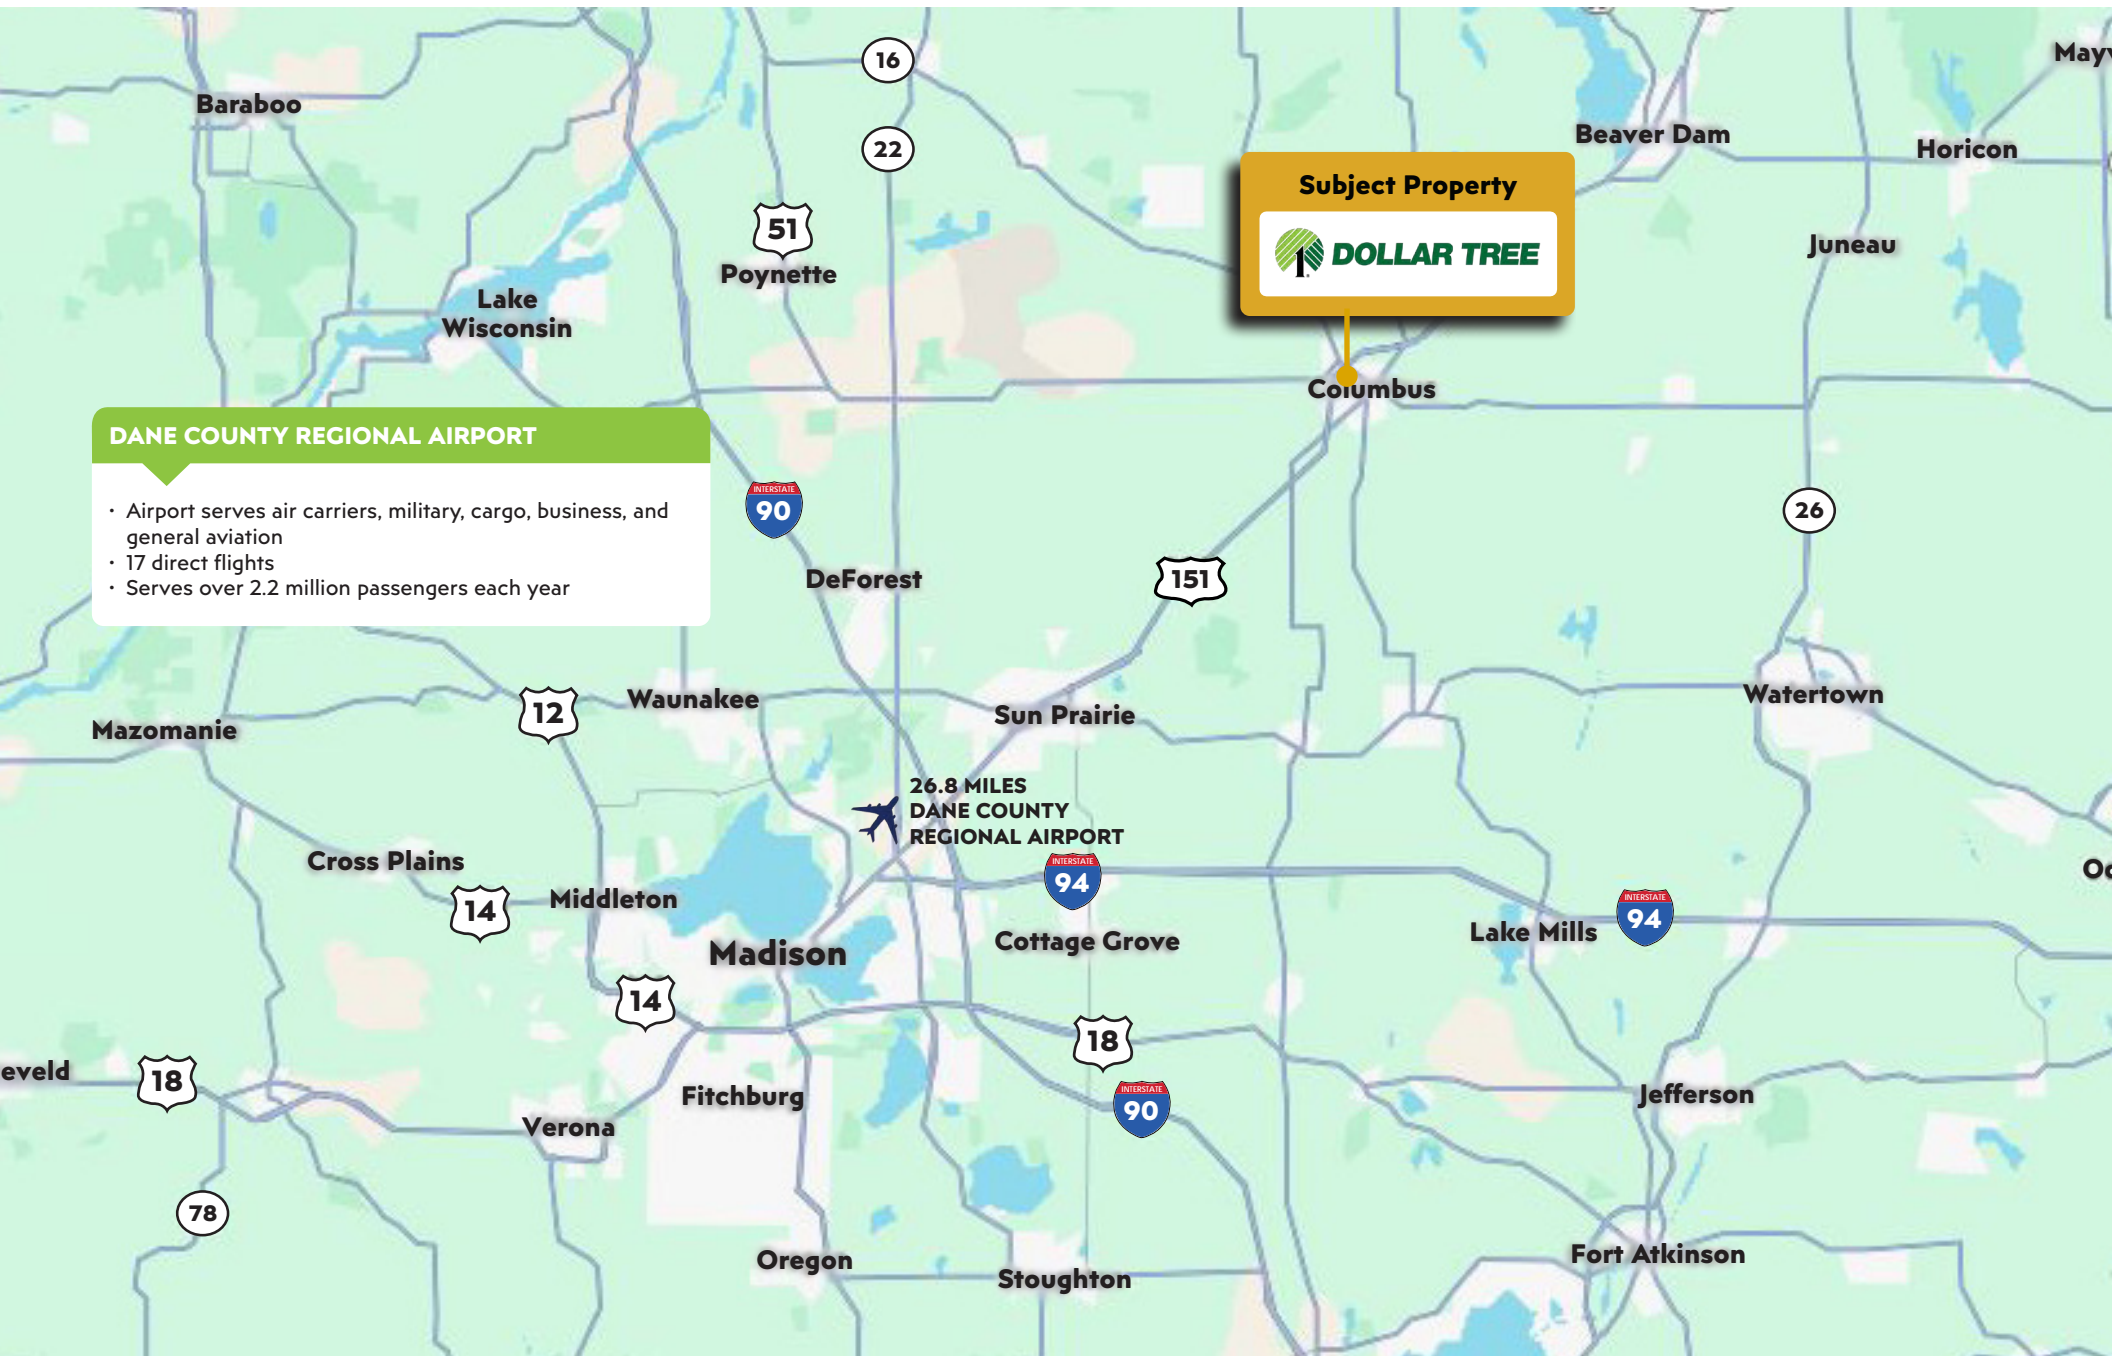 16
Mayv
Baraboo
Beaver Dam
22
Horicon
Subject Property
DOLLAR TREE
51
Juneau
Poynette
Lake
Wisconsin
Columbus
DANE COUNTY REGIONAL AIRPORT
· Airport serves air carriers, military, cargo, business, and
general aviation
· 17 direct flights
· Serves over 2.2 million passengers each year
INTERSTATE
90
26
DeForest
151
Waunakee
12
Sun Prairie
Watertown
Mazomanie
26.8 MILES
DANE COUNTY
REGIONAL AIRPORT
Cross Plains
INTERSTATE
94
Oc
14
Middleton
INTERSTATE
94
Lake Mills
Cottage Grove
Madison
14
18
eveld
18
Fitchburg
INTERSTATE
90
Jefferson
Verona
78
Oregon
Fort Atkinson
Stoughton